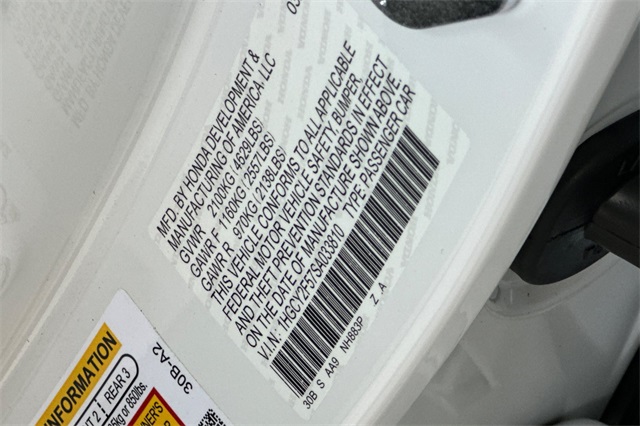 MFD. BY HONDA DEVELOPMENT &
MANUFACTURING OF AMERICA, LLC
GVWR 2100KG (4629LBS)
GAWR F 1160KG (2557LBS)
GAWR R 970KG (2138LBS)
THIS VEHICLE CONFORMS TO ALL APPLICABLE
FEDERAL MOTOR VEHICLE SAFETY BUMPER,
AND THEFT PREVENTION STANDARDS IN EFFECT
ON THE DATE OF MANUFACTURE SHOWN ABOVE.
V.I.N.: 1HGCY2F57SA033810 TYPE PASSENGER CAR
30B S AA9 NH883P Z A
30B A2
INFORMATION
REAR 3
850lbs.